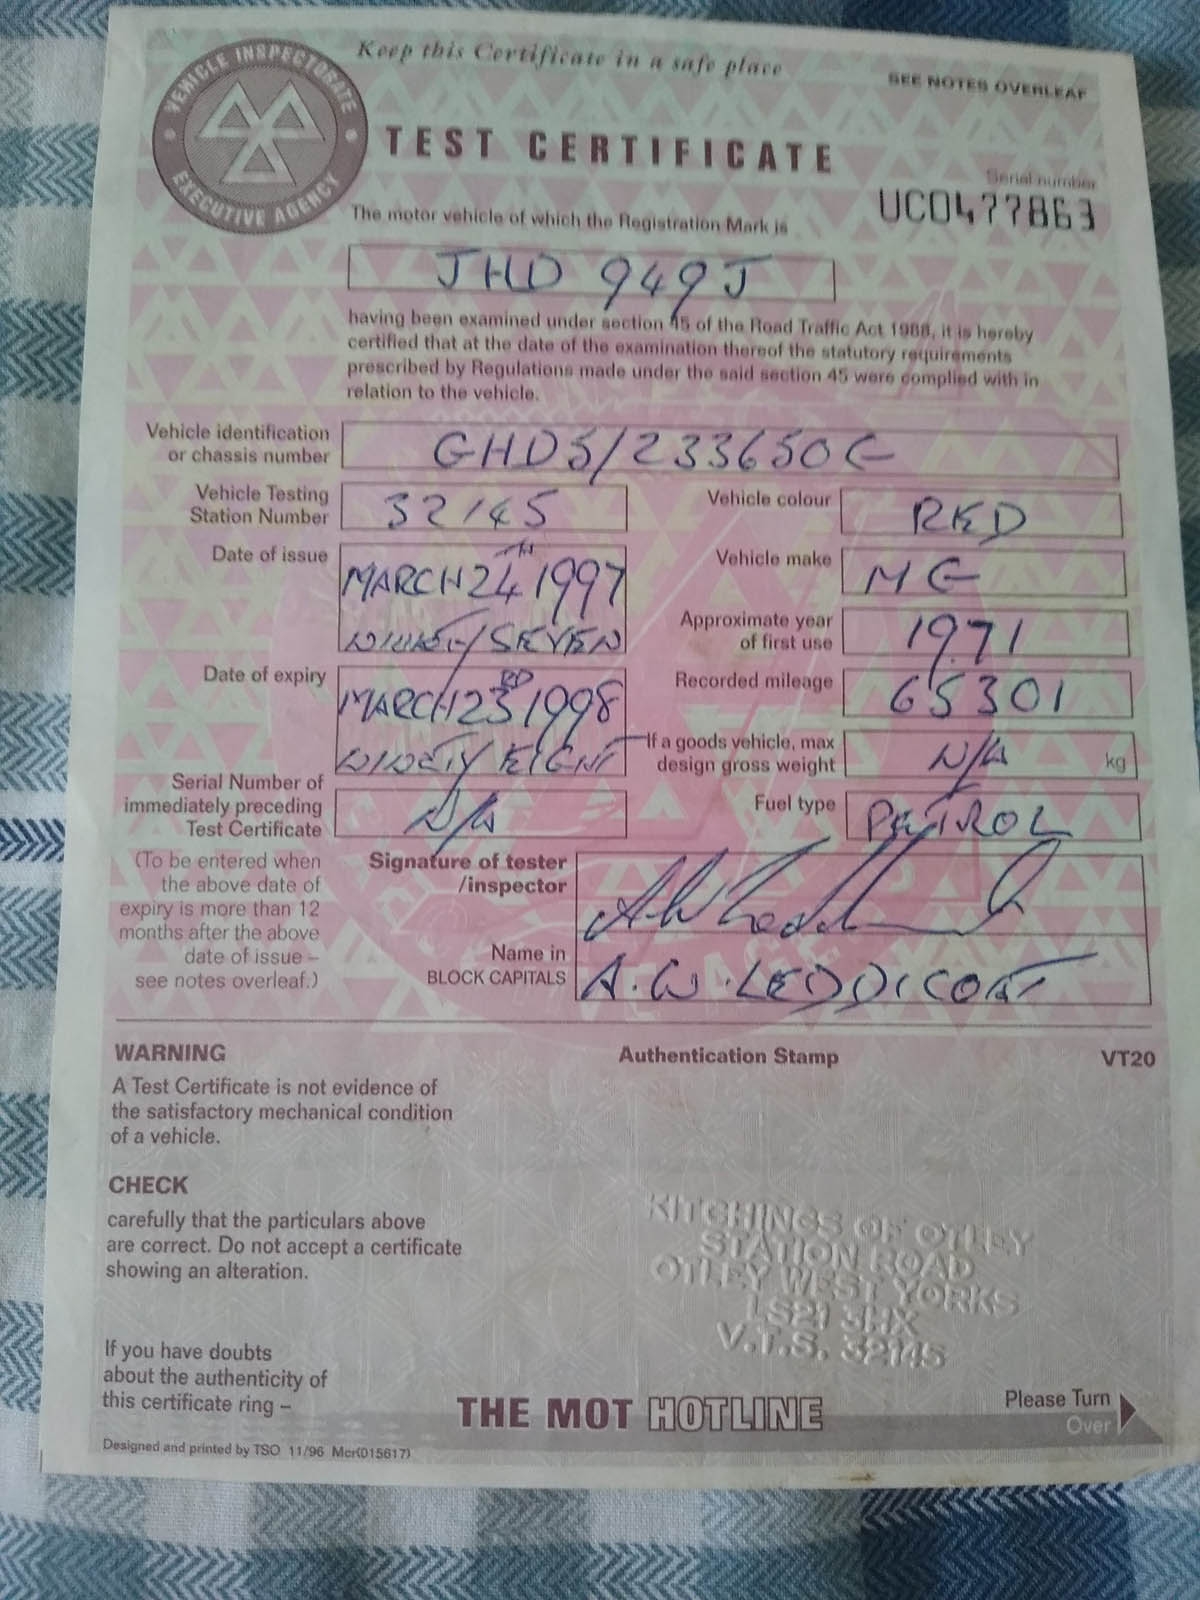 Keep this Certificate in a safe place
SEE NOTES OVERLEAF
VEHICLE INSPECTORATE
EXECUTIVE AGENCY
TEST CERTIFICATE
Serial number
UC0477863
The motor vehicle of which the Registration Mark is
JHD 949J
having been examined under section 45 of the Road Traffic Act 1988, it is hereby
certified that at the date of the examination thereof the statutory requirements
prescribed by Regulations made under the said section 45 were complied with in
relation to the vehicle.
Vehicle identification
or chassis number
GHD5/233650G
Vehicle Testing
Station Number
32145
Vehicle colour
RED
Date of issue
MARCH 24TH 1997
NINETY SEVEN
Vehicle make
MG
Approximate year
of first use
1971
Date of expiry
MARCH 23RD 1998
NINETY EIGHT
Recorded mileage
65301
If a goods vehicle, max
design gross weight
N/A
kg
Serial Number of
immediately preceding
Test Certificate
N/A
Fuel type
PETROL
(To be entered when
the above date of
expiry is more than 12
months after the above
date of issue –
see notes overleaf.)
Signature of tester
/inspector
Name in
BLOCK CAPITALS
A.W. LEDDICOAT
WARNING
A Test Certificate is not evidence of
the satisfactory mechanical condition
of a vehicle.
Authentication Stamp
VT20
CHECK
carefully that the particulars above
are correct. Do not accept a certificate
showing an alteration.
KITCHINGS OF OTLEY
STATION ROAD
OTLEY WEST YORKS
LS21 3HX
V.T.S. 32145
If you have doubts
about the authenticity of
this certificate ring –
THE MOT HOTLINE
Please Turn
Over
Designed and printed by TSO 11/96 Mcr(015617)